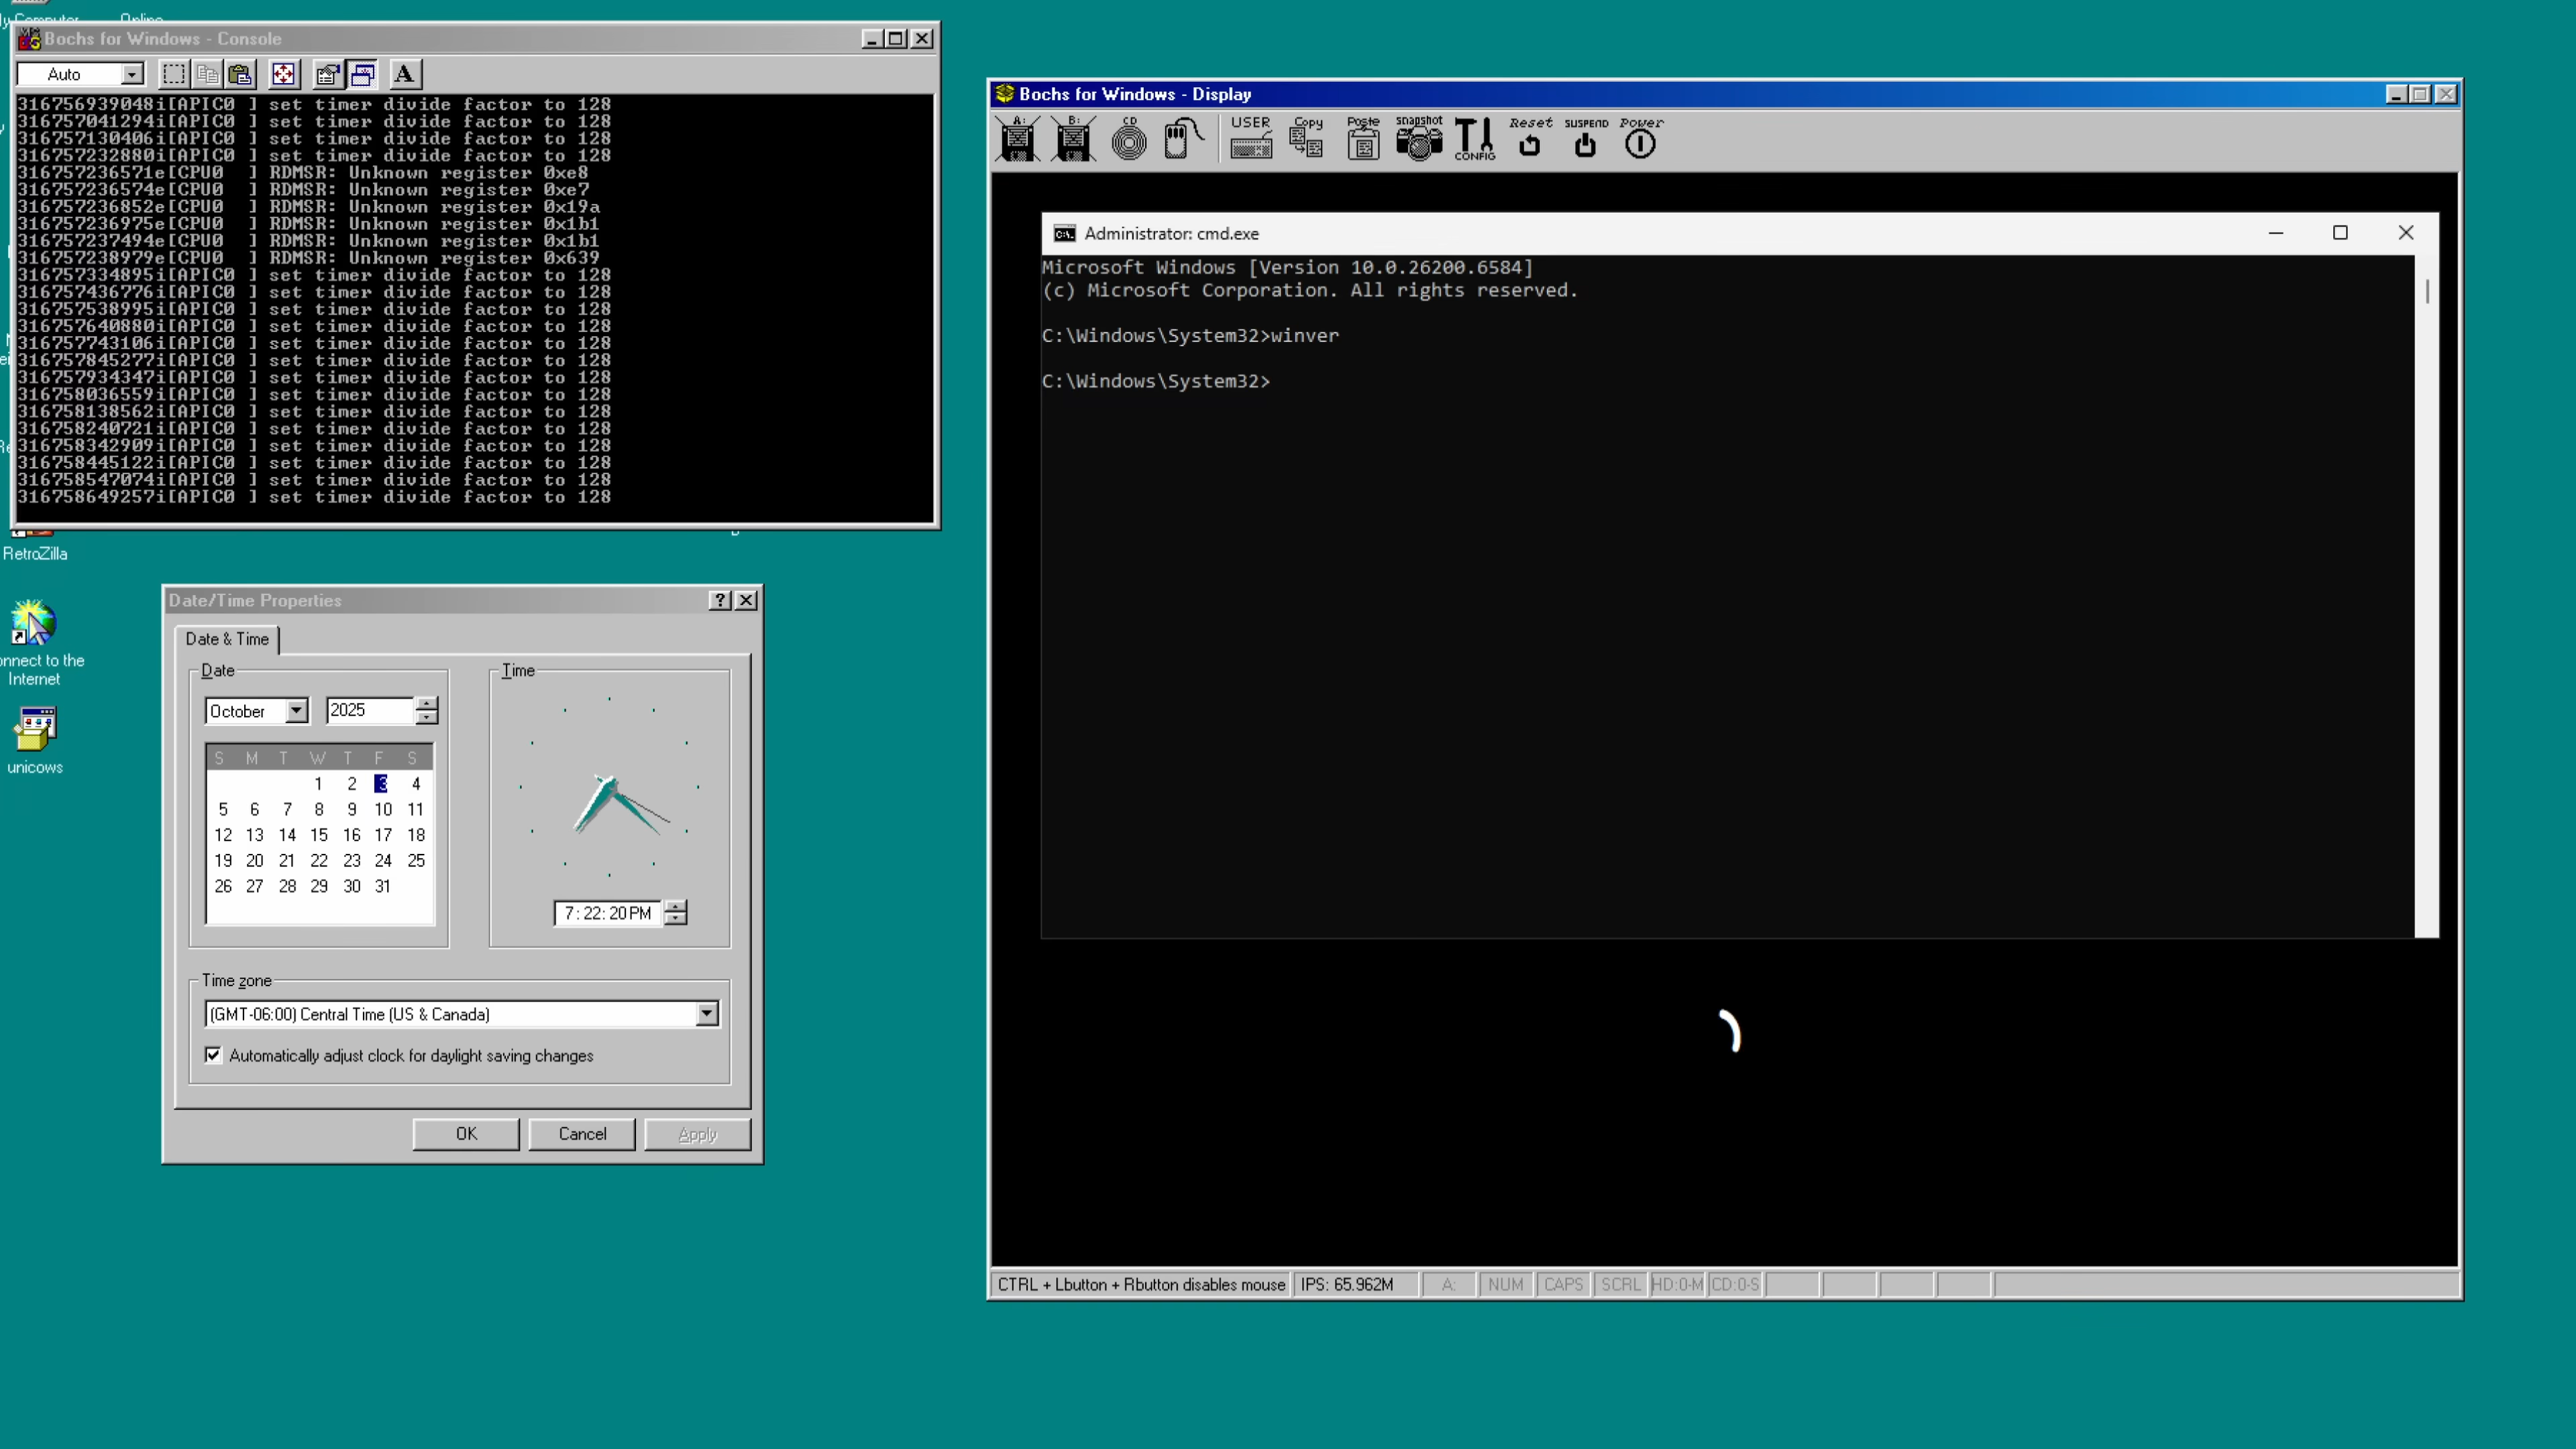 My Computer
Online
Bochs for Windows - Console
Auto
A
316756939048i[APIC0 ] set timer divide factor to 128
316757041294i[APIC0 ] set timer divide factor to 128
316757130406i[APIC0 ] set timer divide factor to 128
316757232880i[APIC0 ] set timer divide factor to 128
316757236571e[CPU0  ] RDMSR: Unknown register 0xe8
316757236574e[CPU0  ] RDMSR: Unknown register 0xe7
316757236852e[CPU0  ] RDMSR: Unknown register 0x19a
316757236975e[CPU0  ] RDMSR: Unknown register 0x1b1
316757237494e[CPU0  ] RDMSR: Unknown register 0x1b1
316757238979e[CPU0  ] RDMSR: Unknown register 0x639
316757334895i[APIC0 ] set timer divide factor to 128
316757436776i[APIC0 ] set timer divide factor to 128
316757538995i[APIC0 ] set timer divide factor to 128
316757640880i[APIC0 ] set timer divide factor to 128
316757743106i[APIC0 ] set timer divide factor to 128
316757845277i[APIC0 ] set timer divide factor to 128
316757934347i[APIC0 ] set timer divide factor to 128
316758036559i[APIC0 ] set timer divide factor to 128
316758138562i[APIC0 ] set timer divide factor to 128
316758240721i[APIC0 ] set timer divide factor to 128
316758342909i[APIC0 ] set timer divide factor to 128
316758445122i[APIC0 ] set timer divide factor to 128
316758547074i[APIC0 ] set timer divide factor to 128
316758649257i[APIC0 ] set timer divide factor to 128
RetroZilla
onnect to the
Internet
unicows
Date/Time Properties
Date & Time
Date
October
2025
S M T W T F S
1 2 3 4
5 6 7 8 9 10 11
12 13 14 15 16 17 18
19 20 21 22 23 24 25
26 27 28 29 30 31
Time
7:22:20 PM
Time zone
(GMT-06:00) Central Time (US & Canada)
Automatically adjust clock for daylight saving changes
OK
Cancel
Apply
Bochs for Windows - Display
A:
B:
CD
USER
Copy
Paste
snapshot
CONFIG
Reset
SUSPEND
Power
Administrator: cmd.exe
Microsoft Windows [Version 10.0.26200.6584]
(c) Microsoft Corporation. All rights reserved.
C:\Windows\System32>winver
C:\Windows\System32>
CTRL + Lbutton + Rbutton disables mouse
IPS: 65.962M
A:
NUM
CAPS
SCRL
HD:0-M
CD:0-S